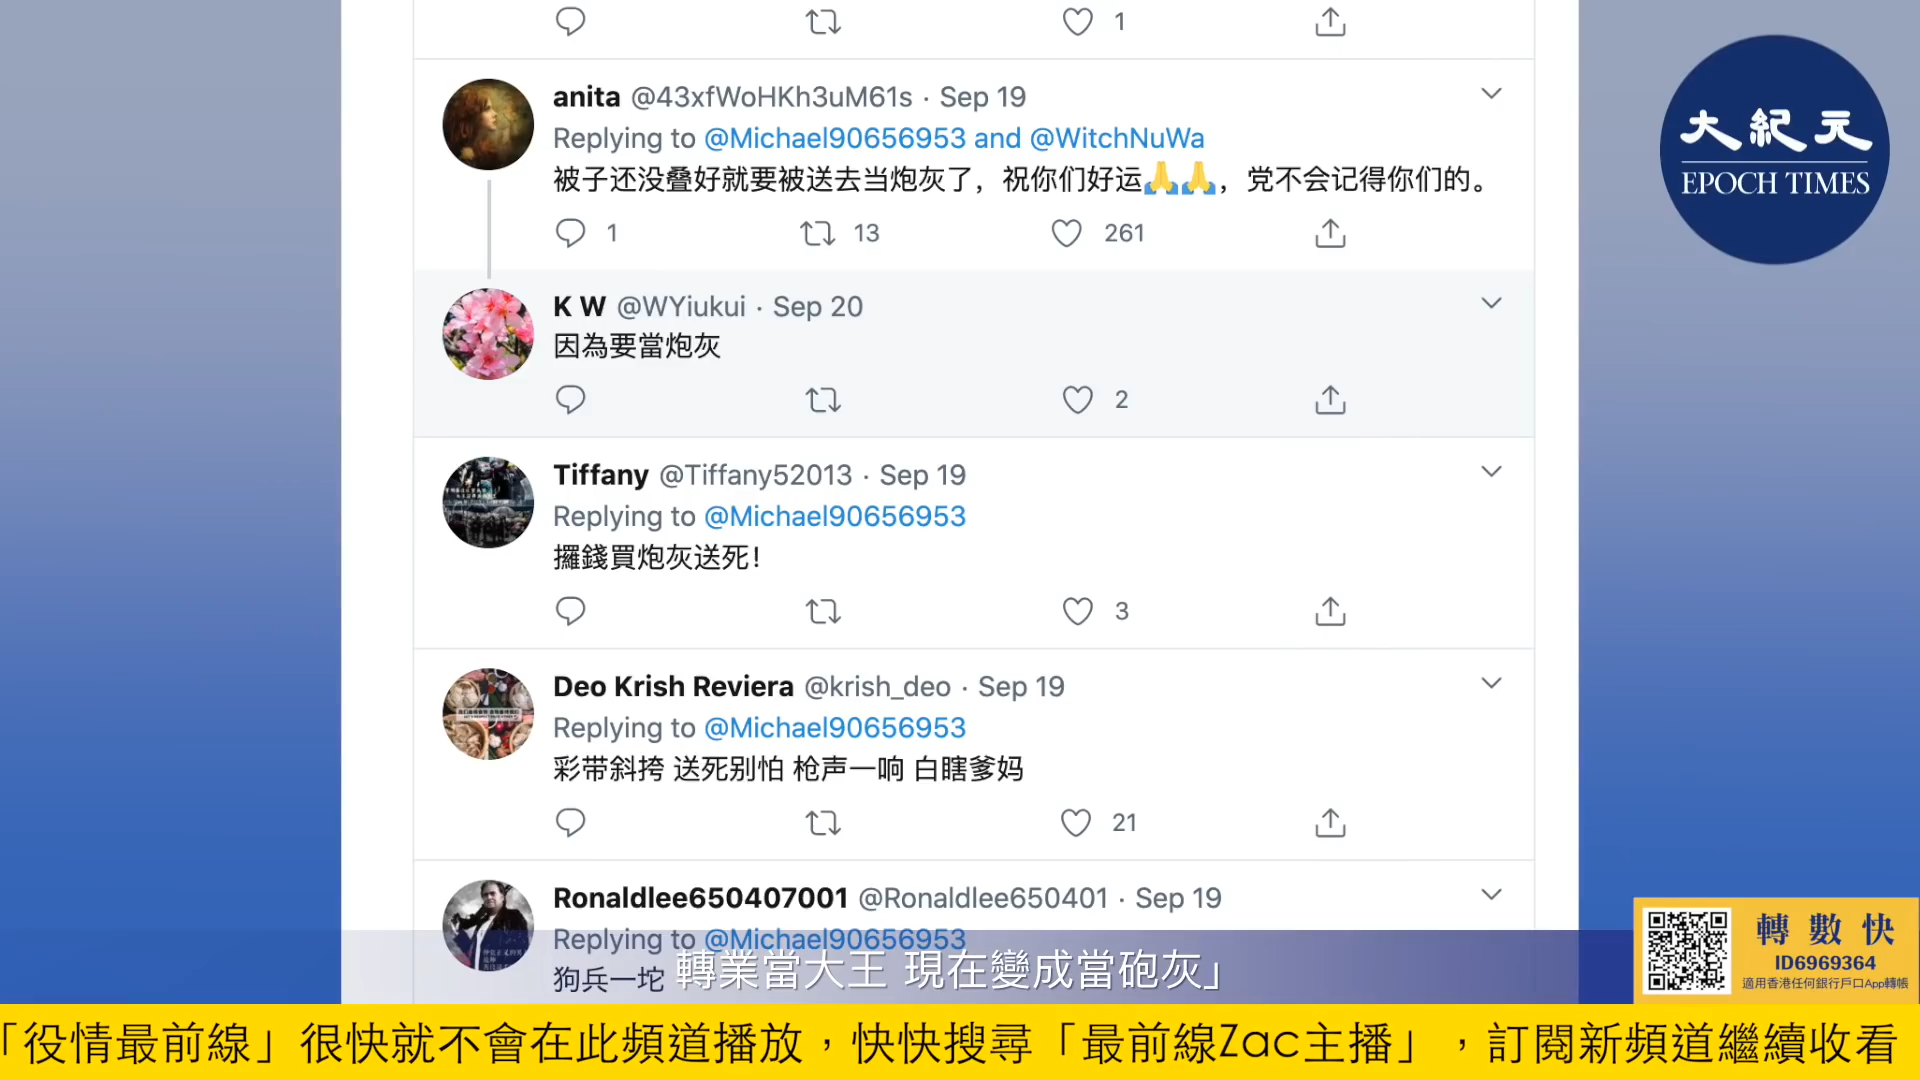 1
anita @43xfWoHKh3uM61s · Sep 19
Replying to @Michael90656953 and @WitchNuWa
被子还没叠好就要被送去当炮灰了，祝你们好运🙏🙏，党不会记得你们的。
1 13 261
K W @WYiukui · Sep 20
因為要當炮灰
2
Tiffany @Tiffany52013 · Sep 19
Replying to @Michael90656953
攞錢買炮灰送死！
3
Deo Krish Reviera @krish_deo · Sep 19
Replying to @Michael90656953
彩带斜挎 送死别怕 枪声一响 白瞎爹妈
21
Ronaldlee650407001 @Ronaldlee650401 · Sep 19
Replying to @Michael90656953
狗兵一坨
轉業當大王 現在變成當砲灰」
大紀元
EPOCH TIMES
轉數快
ID6969364
適用香港任何銀行戶口App轉帳
「役情最前線」很快就不會在此頻道播放，快快搜尋「最前線Zac主播」，訂閱新頻道繼續收看